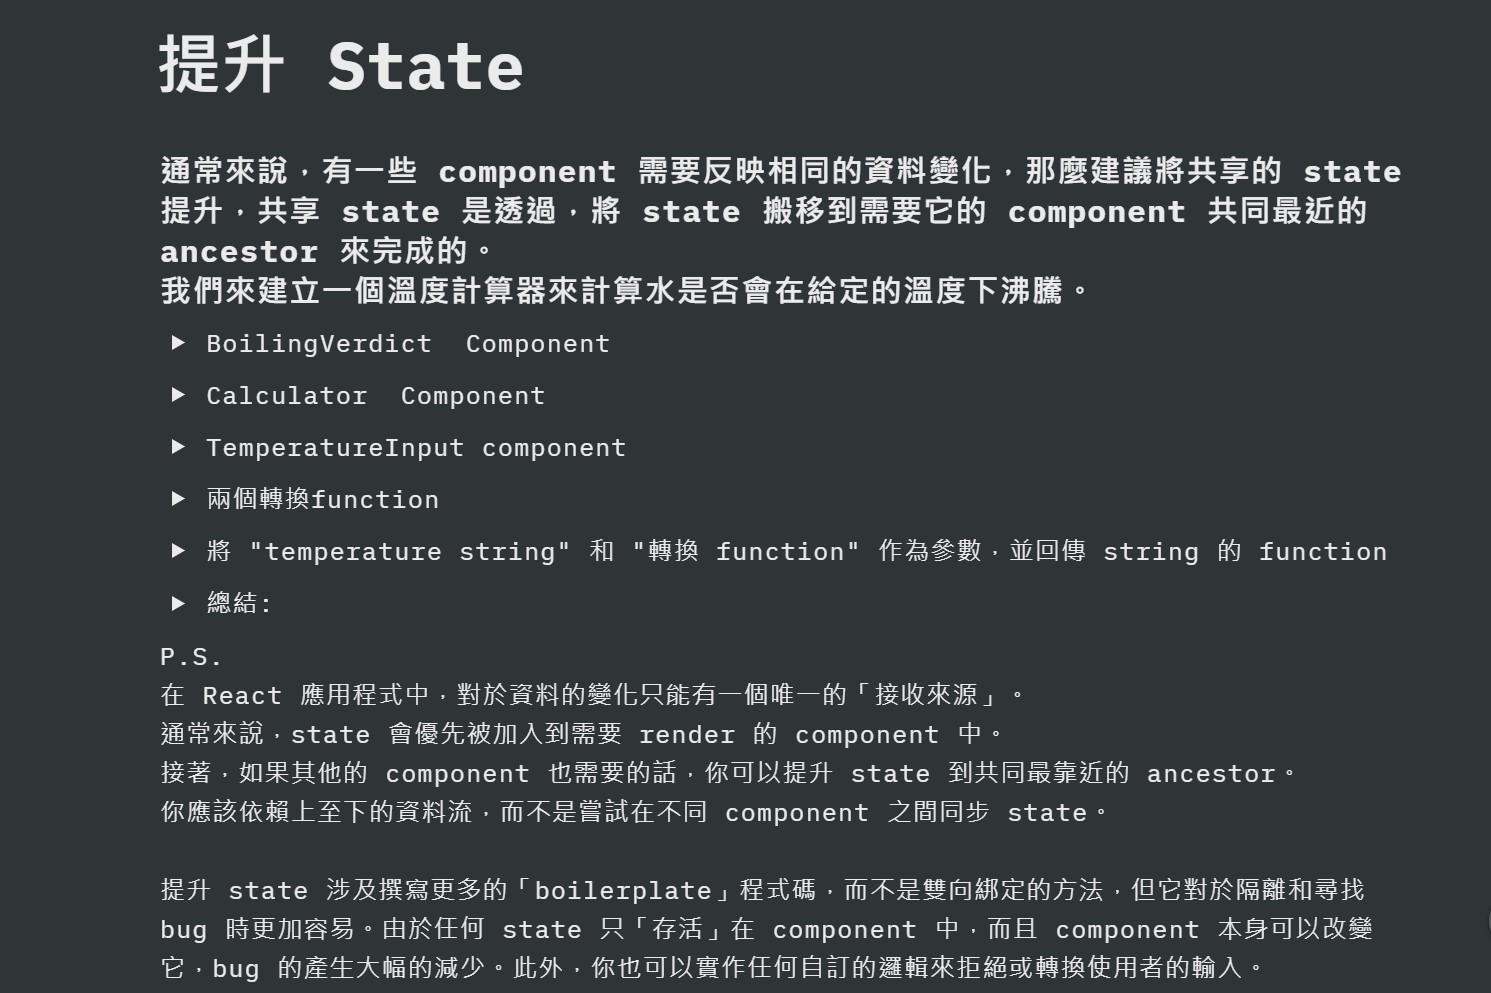 提升 State
通常來說，有一些 component 需要反映相同的資料變化，那麼建議將共享的 state
提升，共享 state 是透過，將 state 搬移到需要它的 component 共同最近的
ancestor 來完成的。
我們來建立一個溫度計算器來計算水是否會在給定的溫度下沸騰。
▶ BoilingVerdict Component
▶ Calculator Component
▶ TemperatureInput component
▶ 兩個轉換function
▶ 將 "temperature string" 和 "轉換 function" 作為參數，並回傳 string 的 function
▶ 總結:
P.S.
在 React 應用程式中，對於資料的變化只能有一個唯一的「接收來源」。
通常來說，state 會優先被加入到需要 render 的 component 中。
接著，如果其他的 component 也需要的話，你可以提升 state 到共同最靠近的 ancestor。
你應該依賴上至下的資料流，而不是嘗試在不同 component 之間同步 state。
提升 state 涉及撰寫更多的「boilerplate」程式碼，而不是雙向綁定的方法，但它對於隔離和尋找
bug 時更加容易。由於任何 state 只「存活」在 component 中，而且 component 本身可以改變
它，bug 的產生大幅的減少。此外，你也可以實作任何自訂的邏輯來拒絕或轉換使用者的輸入。